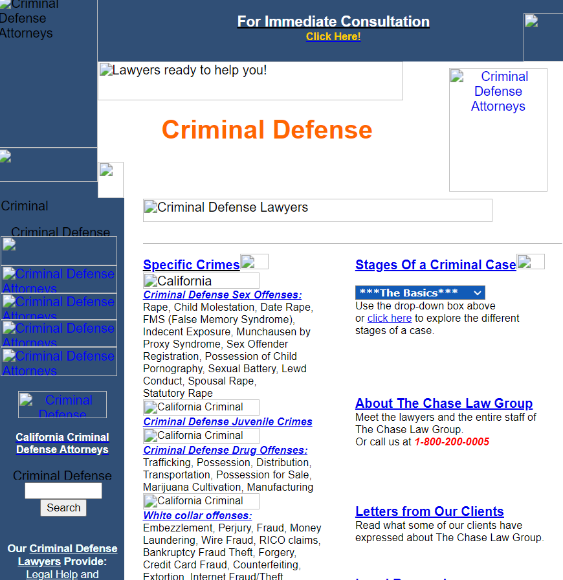 Criminal
Defense
Attorneys
For Immediate Consultation
Click Here!
Lawyers ready to help you!
Criminal
Defense
Attorneys
Criminal Defense
Criminal
Criminal Defense
Criminal Defense Lawyers
Criminal Defense
Attorneys
Criminal Defense
Attorneys
Criminal Defense
Attorneys
Criminal Defense
Attorneys
Criminal
Defense
California Criminal
Defense Attorneys
Criminal Defense
Search
Our Criminal Defense
Lawyers Provide:
Legal Help and
Specific Crimes
California
Criminal Defense Sex Offenses:
Rape, Child Molestation, Date Rape,
FMS (False Memory Syndrome),
Indecent Exposure, Munchausen by
Proxy Syndrome, Sex Offender
Registration, Possession of Child
Pornography, Sexual Battery, Lewd
Conduct, Spousal Rape,
Statutory Rape
California Criminal
Criminal Defense Juvenile Crimes
California Criminal
Criminal Defense Drug Offenses:
Trafficking, Possession, Distribution,
Transportation, Possession for Sale,
Marijuana Cultivation, Manufacturing
California Criminal
White collar offenses:
Embezzlement, Perjury, Fraud, Money
Laundering, Wire Fraud, RICO claims,
Bankruptcy Fraud Theft, Forgery,
Credit Card Fraud, Counterfeiting,
Extortion, Internet Fraud/Theft
Stages Of a Criminal Case
***The Basics***
Use the drop-down box above
or click here to explore the different
stages of a case.
About The Chase Law Group
Meet the lawyers and the entire staff of
The Chase Law Group.
Or call us at 1-800-200-0005
Letters from Our Clients
Read what some of our clients have
expressed about The Chase Law Group.